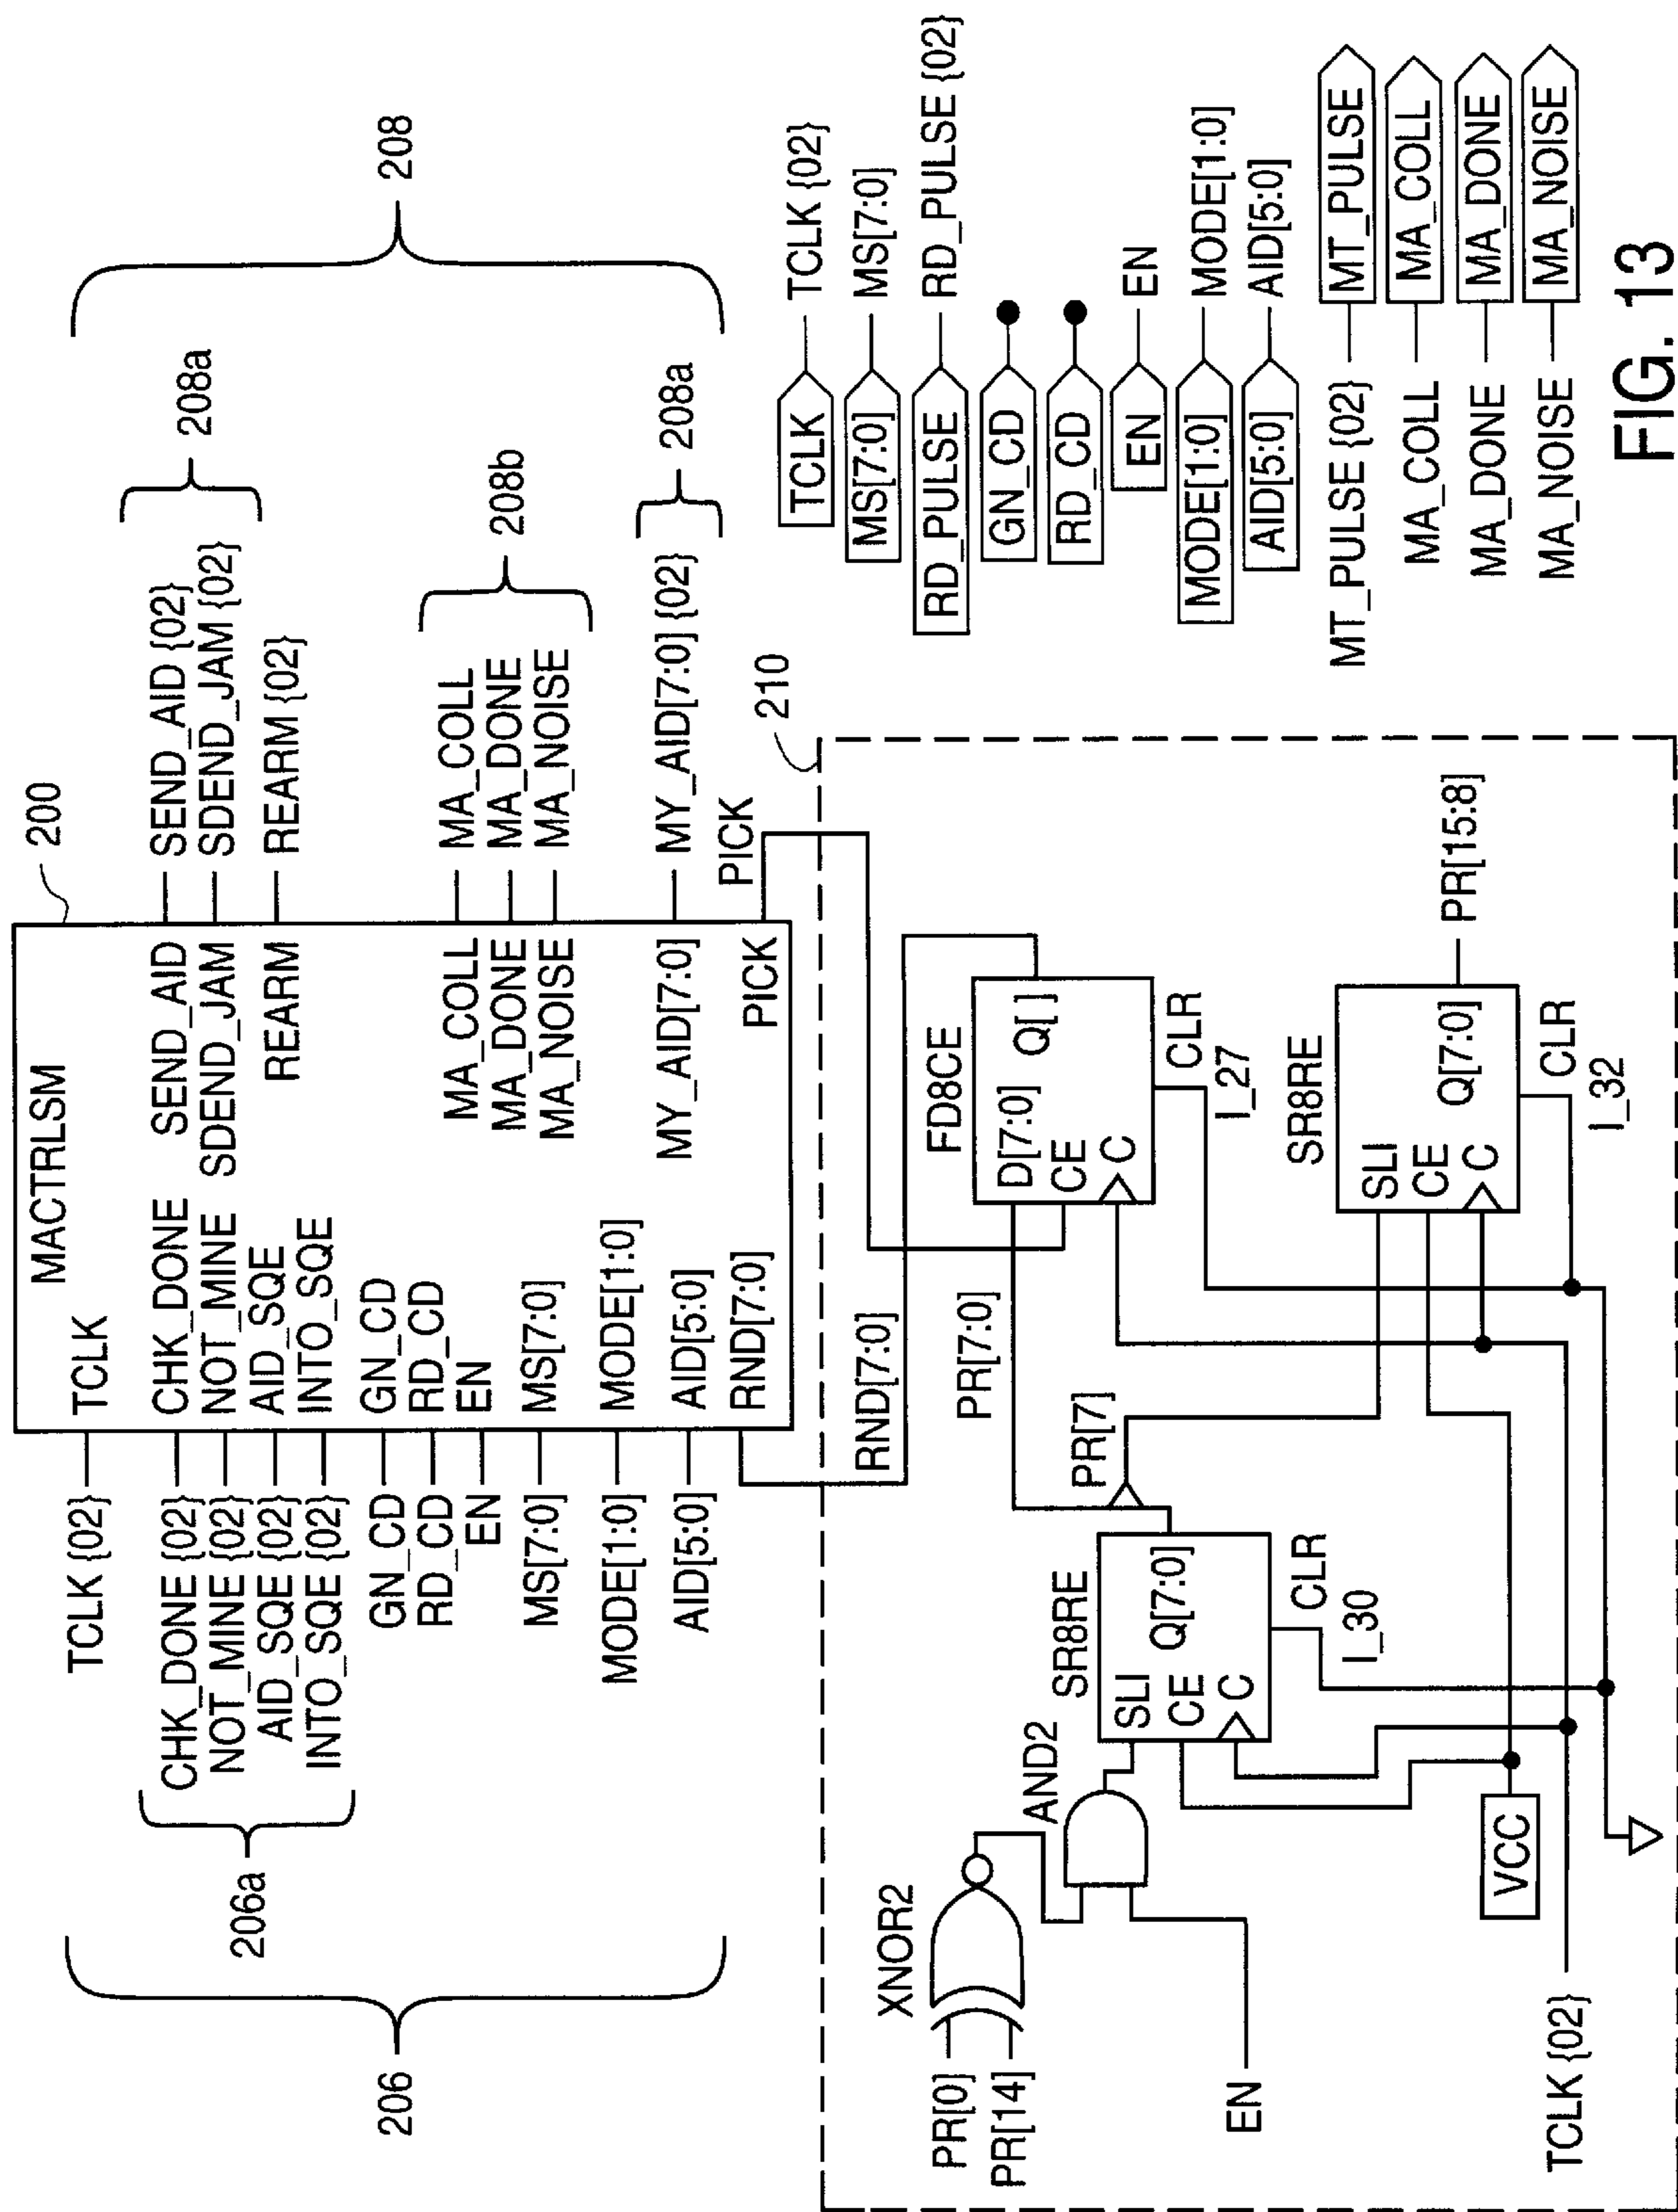 206
206a
TCLK {02}
CHK_DONE {02}
NOT_MINE {02}
AID_SQE {02}
INTO_SQE {02}
GN_CD
RD_CD
EN
MS[7:0]
MODE[1:0]
AID[5:0]
200
MACTRLSM
TCLK
CHK_DONE
NOT_MINE
AID_SQE
INTO_SQE
GN_CD
RD_CD
EN
MS[7:0]
MODE[1:0]
AID[5:0]
RND[7:0]
SEND_AID
SDEND_JAM
REARM
MA_COLL
MA_DONE
MA_NOISE
MY_AID[7:0]
PICK
SEND_AID {02}
SDEND_JAM {02}
REARM {02}
MA_COLL
MA_DONE
MA_NOISE
MY_AID[7:0] {02}
PICK
208a
208b
208a
208
210
RND[7:0]
PR[7:0]
PR[7]
XNOR2
PR[0]
PR[14]
EN
AND2
SR8RE
SLI
CE
C
Q[7:0]
CLR
I_30
FD8CE
D[7:0]
CE
C
Q[ ]
CLR
I_27
SR8RE
SLI
CE
C
Q[7:0]
CLR
I_32
PR[15:8]
VCC
TCLK {02}
TCLK
TCLK {02}
MS[7:0]
MS[7:0]
RD_PULSE
RD_PULSE {02}
GN_CD
RD_CD
EN
EN
MODE[1:0]
MODE[1:0]
AID[5:0]
AID[5:0]
MT_PULSE {02}
MT_PULSE
MA_COLL
MA_COLL
MA_DONE
MA_DONE
MA_NOISE
MA_NOISE
FIG. 13